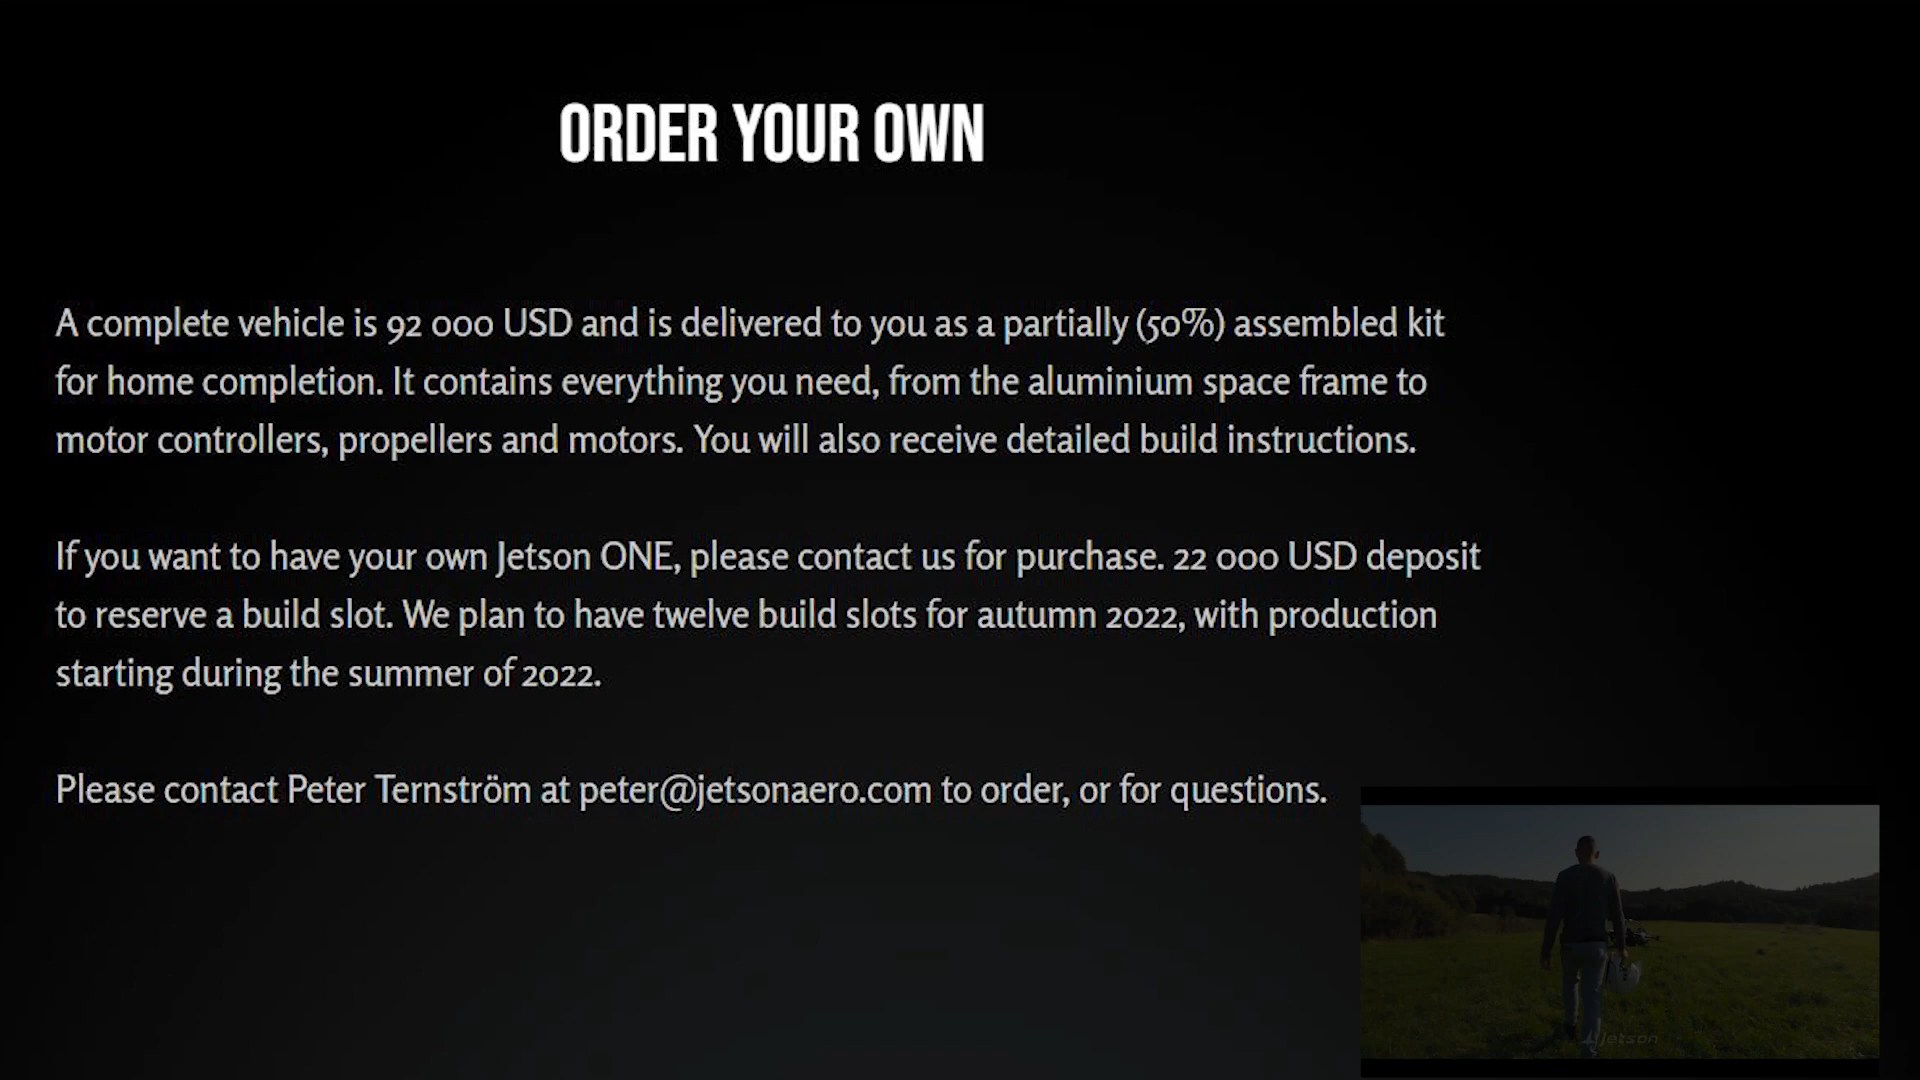 ORDER YOUR OWN
A complete vehicle is 92 000 USD and is delivered to you as a partially (50%) assembled kit
for home completion. It contains everything you need, from the aluminium space frame to
motor controllers, propellers and motors. You will also receive detailed build instructions.
If you want to have your own Jetson ONE, please contact us for purchase. 22 000 USD deposit
to reserve a build slot. We plan to have twelve build slots for autumn 2022, with production
starting during the summer of 2022.
Please contact Peter Ternström at peter@jetsonaero.com to order, or for questions.
Jetson